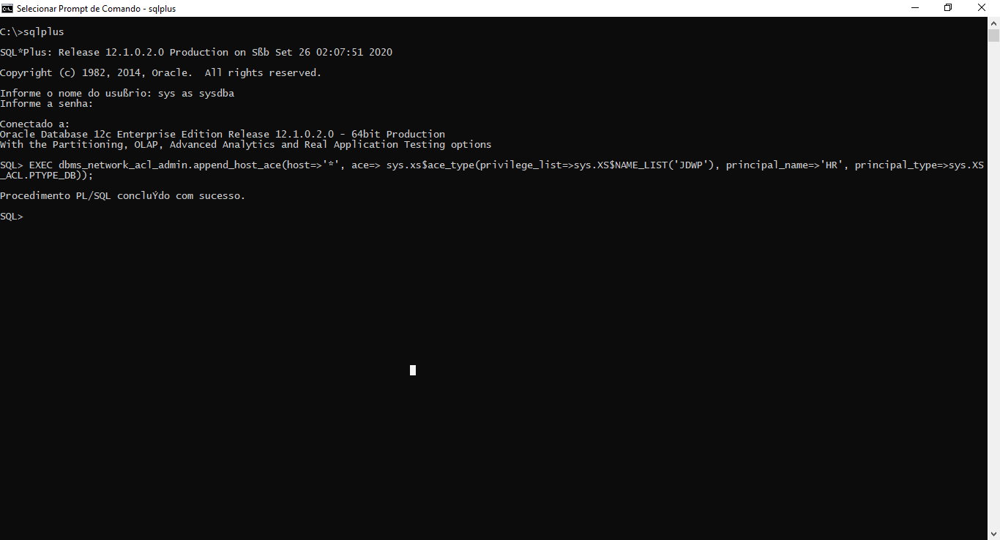 Selecionar Prompt de Comando - sqlplus
C:\>sqlplus
SQL*Plus: Release 12.1.0.2.0 Production on Sßb Set 26 02:07:51 2020
Copyright (c) 1982, 2014, Oracle.  All rights reserved.
Informe o nome do usußrio: sys as sysdba
Informe a senha:
Conectado a:
Oracle Database 12c Enterprise Edition Release 12.1.0.2.0 - 64bit Production
With the Partitioning, OLAP, Advanced Analytics and Real Application Testing options
SQL> EXEC dbms_network_acl_admin.append_host_ace(host=>'*', ace=> sys.xs$ace_type(privilege_list=>sys.XS$NAME_LIST('JDWP'), principal_name=>'HR', principal_type=>sys.XS
_ACL.PTYPE_DB));
Procedimento PL/SQL concluÝdo com sucesso.
SQL>